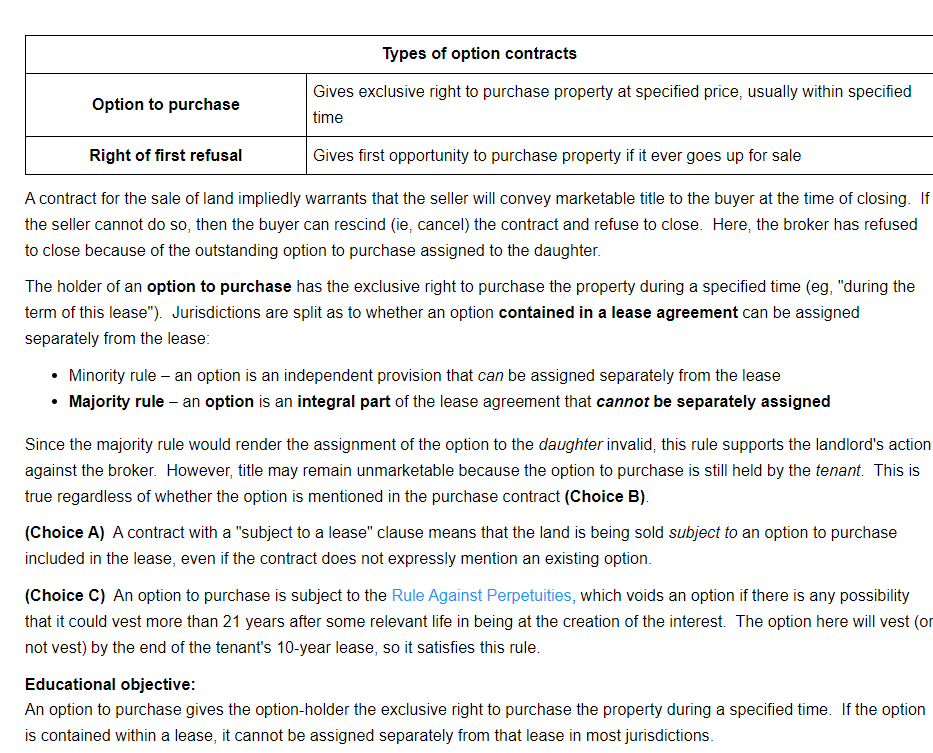 Types of option contracts
Option to purchase
Gives exclusive right to purchase property at specified price, usually within specified
time
Right of first refusal
Gives first opportunity to purchase property if it ever goes up for sale
A contract for the sale of land impliedly warrants that the seller will convey marketable title to the buyer at the time of closing.  If
the seller cannot do so, then the buyer can rescind (ie, cancel) the contract and refuse to close.  Here, the broker has refused
to close because of the outstanding option to purchase assigned to the daughter.
The holder of an option to purchase has the exclusive right to purchase the property during a specified time (eg, "during the
term of this lease").  Jurisdictions are split as to whether an option contained in a lease agreement can be assigned
separately from the lease:
• Minority rule – an option is an independent provision that can be assigned separately from the lease
• Majority rule – an option is an integral part of the lease agreement that cannot be separately assigned
Since the majority rule would render the assignment of the option to the daughter invalid, this rule supports the landlord's action
against the broker.  However, title may remain unmarketable because the option to purchase is still held by the tenant.  This is
true regardless of whether the option is mentioned in the purchase contract (Choice B).
(Choice A)  A contract with a "subject to a lease" clause means that the land is being sold subject to an option to purchase
included in the lease, even if the contract does not expressly mention an existing option.
(Choice C)  An option to purchase is subject to the Rule Against Perpetuities, which voids an option if there is any possibility
that it could vest more than 21 years after some relevant life in being at the creation of the interest.  The option here will vest (or
not vest) by the end of the tenant's 10-year lease, so it satisfies this rule.
Educational objective:
An option to purchase gives the option-holder the exclusive right to purchase the property during a specified time.  If the option
is contained within a lease, it cannot be assigned separately from that lease in most jurisdictions.